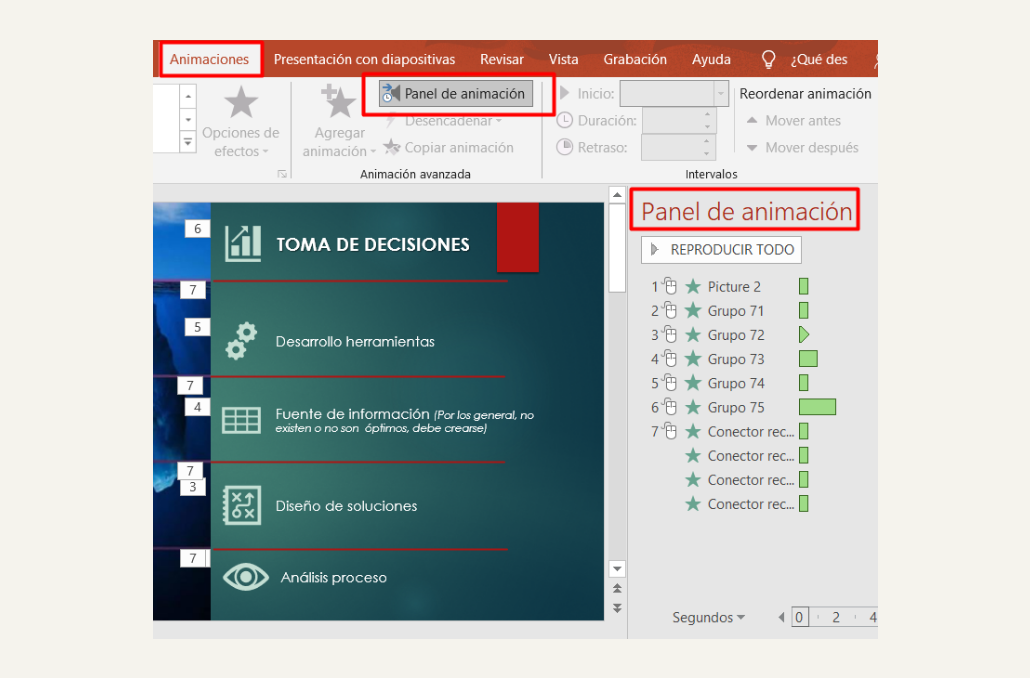 Animaciones Presentación con diapositivas Revisar Vista Grabación Ayuda ¿Qué des
Opciones de
efectos
Agregar
animación
Panel de animación
Desencadenar
Copiar animación
Animación avanzada
Inicio:
Duración:
Retraso:
Reordenar animación
Mover antes
Mover después
Intervalos
6
TOMA DE DECISIONES
7
5
Desarrollo herramientas
7
4
Fuente de información (Por los general, no
existen o no son óptimos, debe crearse)
7
3
Diseño de soluciones
7
Análisis proceso
Panel de animación
REPRODUCIR TODO
1 Picture 2
2 Grupo 71
3 Grupo 72
4 Grupo 73
5 Grupo 74
6 Grupo 75
7 Conector rec...
Conector rec...
Conector rec...
Conector rec...
Segundos 0 2 4